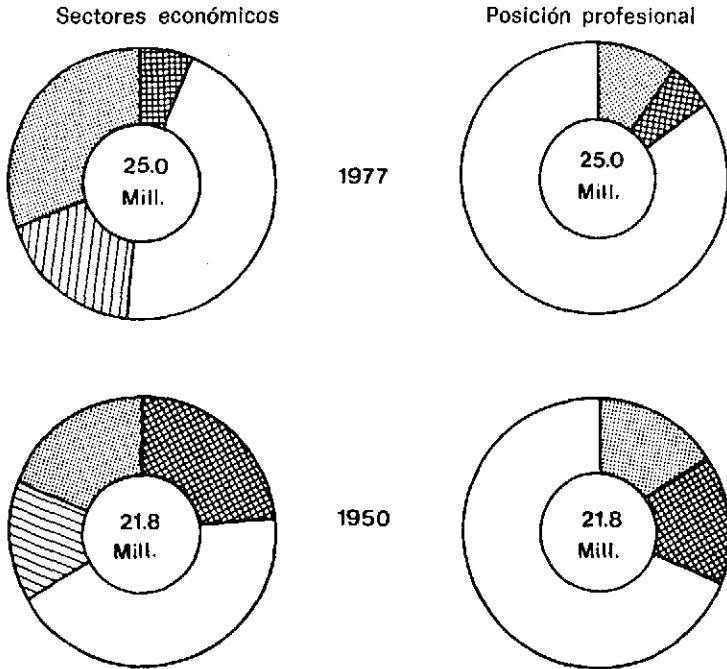 Sectores económicos
Posición profesional
25.0
Mill.
1977
25.0
Mill.
21.8
Mill.
1950
21.8
Mill.